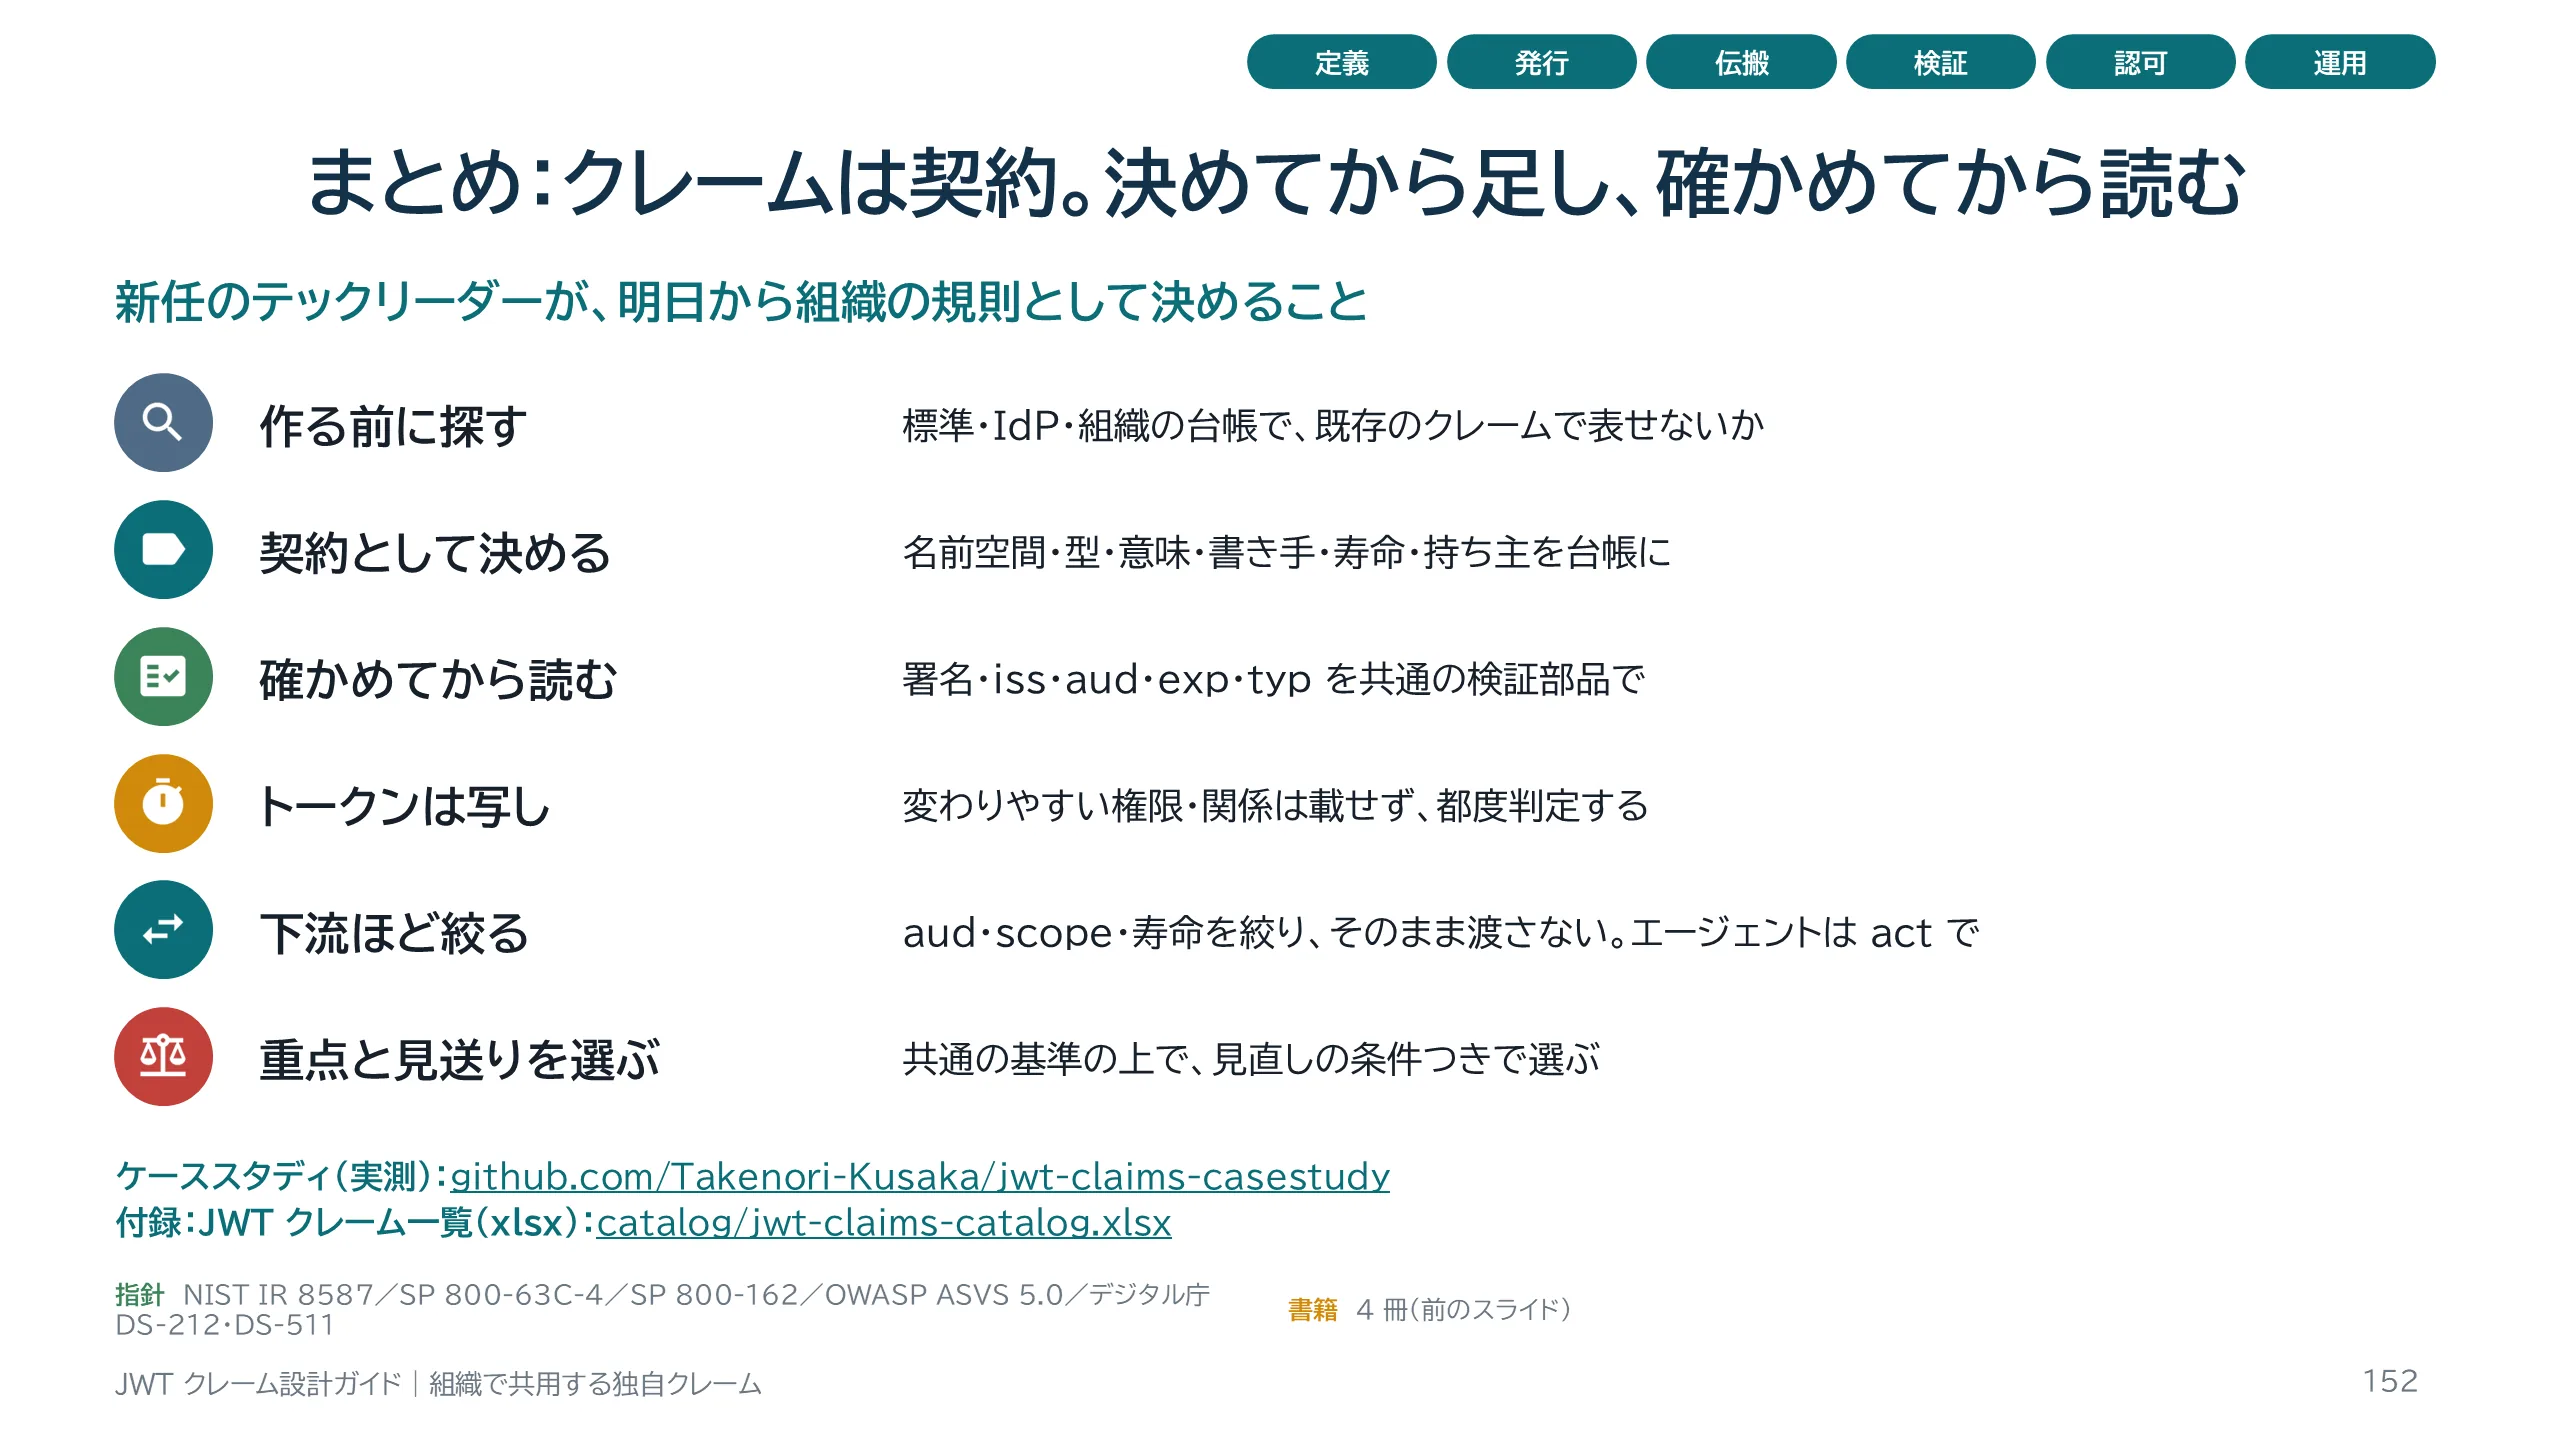 定義 発行 伝搬 検証 認可 運用
まとめ：クレームは契約。決めてから足し、確かめてから読む
新任のテックリーダーが、明日から組織の規則として決めること
作る前に探す 標準・IdP・組織の台帳で、既存のクレームで表せないか
契約として決める 名前空間・型・意味・書き手・寿命・持ち主を台帳に
確かめてから読む 署名・iss・aud・exp・typ を共通の検証部品で
トークンは写し 変わりやすい権限・関係は載せず、都度判定する
下流ほど絞る aud・scope・寿命を絞り、そのまま渡さない。エージェントは act で
重点と見送りを選ぶ 共通の基準の上で、見直しの条件つきで選ぶ
ケーススタディ（実測）：github.com/Takenori-Kusaka/jwt-claims-casestudy
付録：JWT クレーム一覧（xlsx）：catalog/jwt-claims-catalog.xlsx
指針 NIST IR 8587／SP 800-63C-4／SP 800-162／OWASP ASVS 5.0／デジタル庁
DS-212・DS-511
書籍 4 冊（前のスライド）
JWT クレーム設計ガイド｜組織で共用する独自クレーム
152